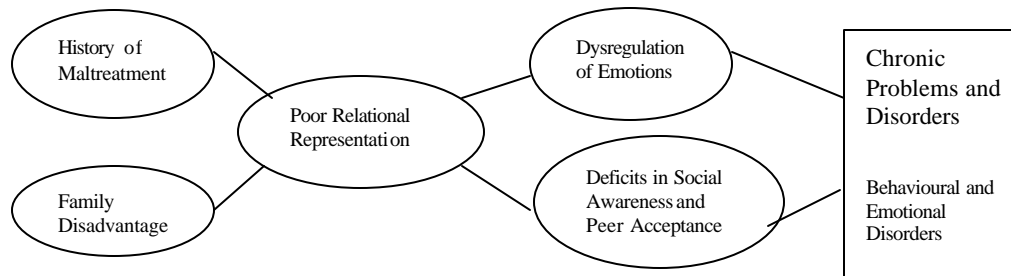 History of
Maltreatment
Dysregulation
of Emotions
Chronic
Problems and
Disorders
Poor Relational
Representation
Family
Disadvantage
Deficits in Social
Awareness and
Peer Acceptance
Behavioural and
Emotional
Disorders